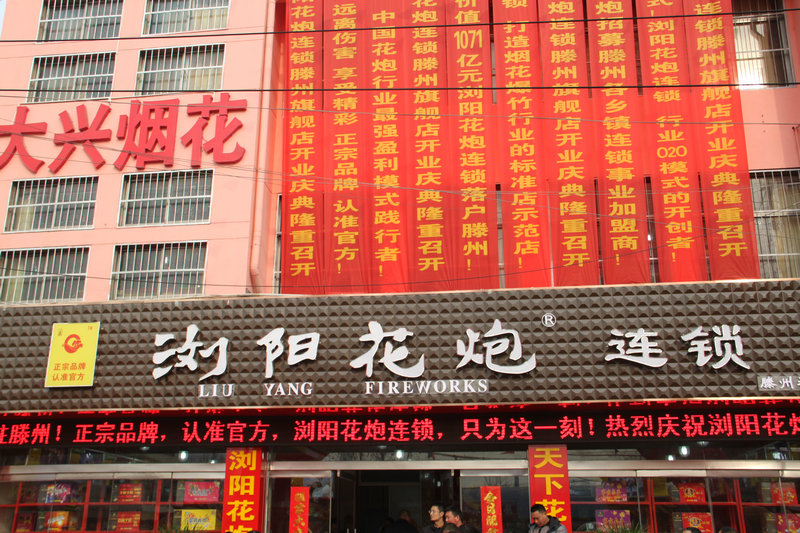 大兴烟花
花炮连锁滕州旗舰店开业庆典隆重召开
远离伤害 享受精彩 正宗品牌 认准官方!
中国花炮行业最强盈利模式践行者!
花炮连锁滕州旗舰店开业庆典隆重召开
价值1071亿元浏阳花炮连锁落户滕州!
锁 打造烟花爆竹行业的标准店示范店!
花炮连锁滕州旗舰店开业庆典隆重召开
招募滕州各乡镇连锁事业加盟商!
式 浏阳花炮连锁 行业O2O模式的开创者!
连锁滕州旗舰店开业庆典隆重召开
正宗品牌
认准官方
浏阳花炮® 连锁
LIU YANG FIREWORKS
滕州
驻滕州!正宗品牌,认准官方,浏阳花炮连锁,只为这一刻!热烈庆祝浏阳花炮
浏阳花炮
天下花